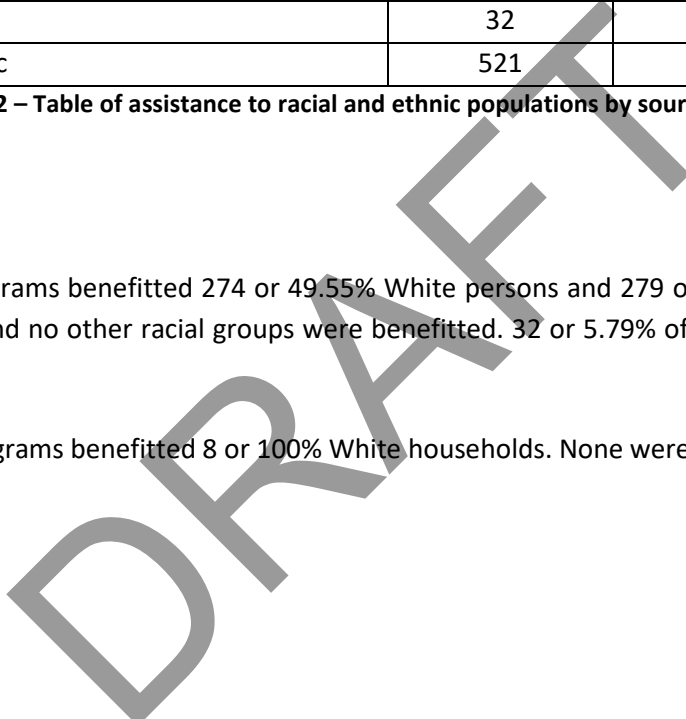 32
c
521
2 – Table of assistance to racial and ethnic populations by sour
rams benefitted 274 or 49.55% White persons and 279 o
nd no other racial groups were benefitted. 32 or 5.79% of
grams benefitted 8 or 100% White households. None were
DRAFT